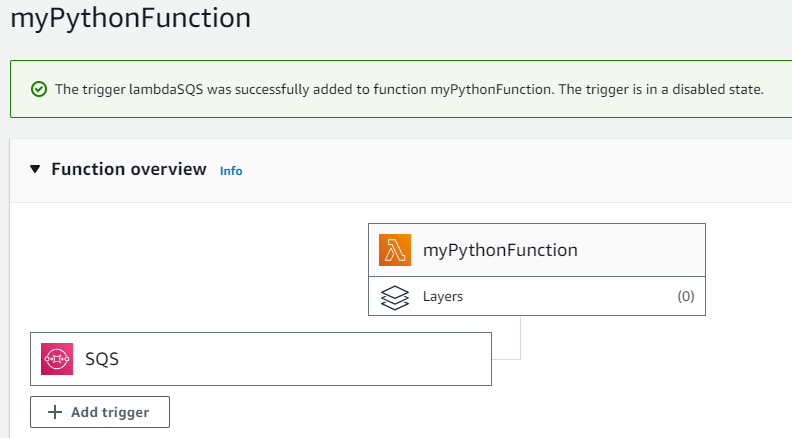 myPythonFunction
The trigger lambdaSQS was successfully added to function myPythonFunction. The trigger is in a disabled state.
Function overview Info
myPythonFunction
Layers (0)
SQS
Add trigger